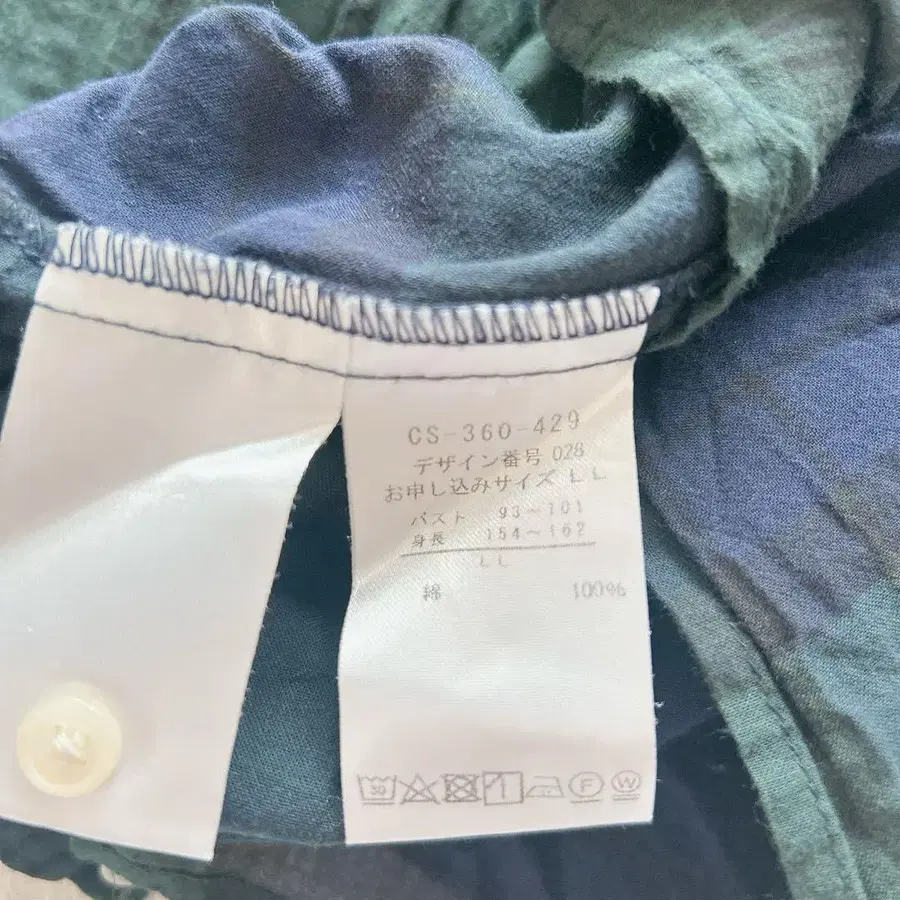 CS-360-429
デザイン番号 028
お申し込みサイズ LL
バスト 93～101
身長 154～162
LL
綿 100%
30 F W